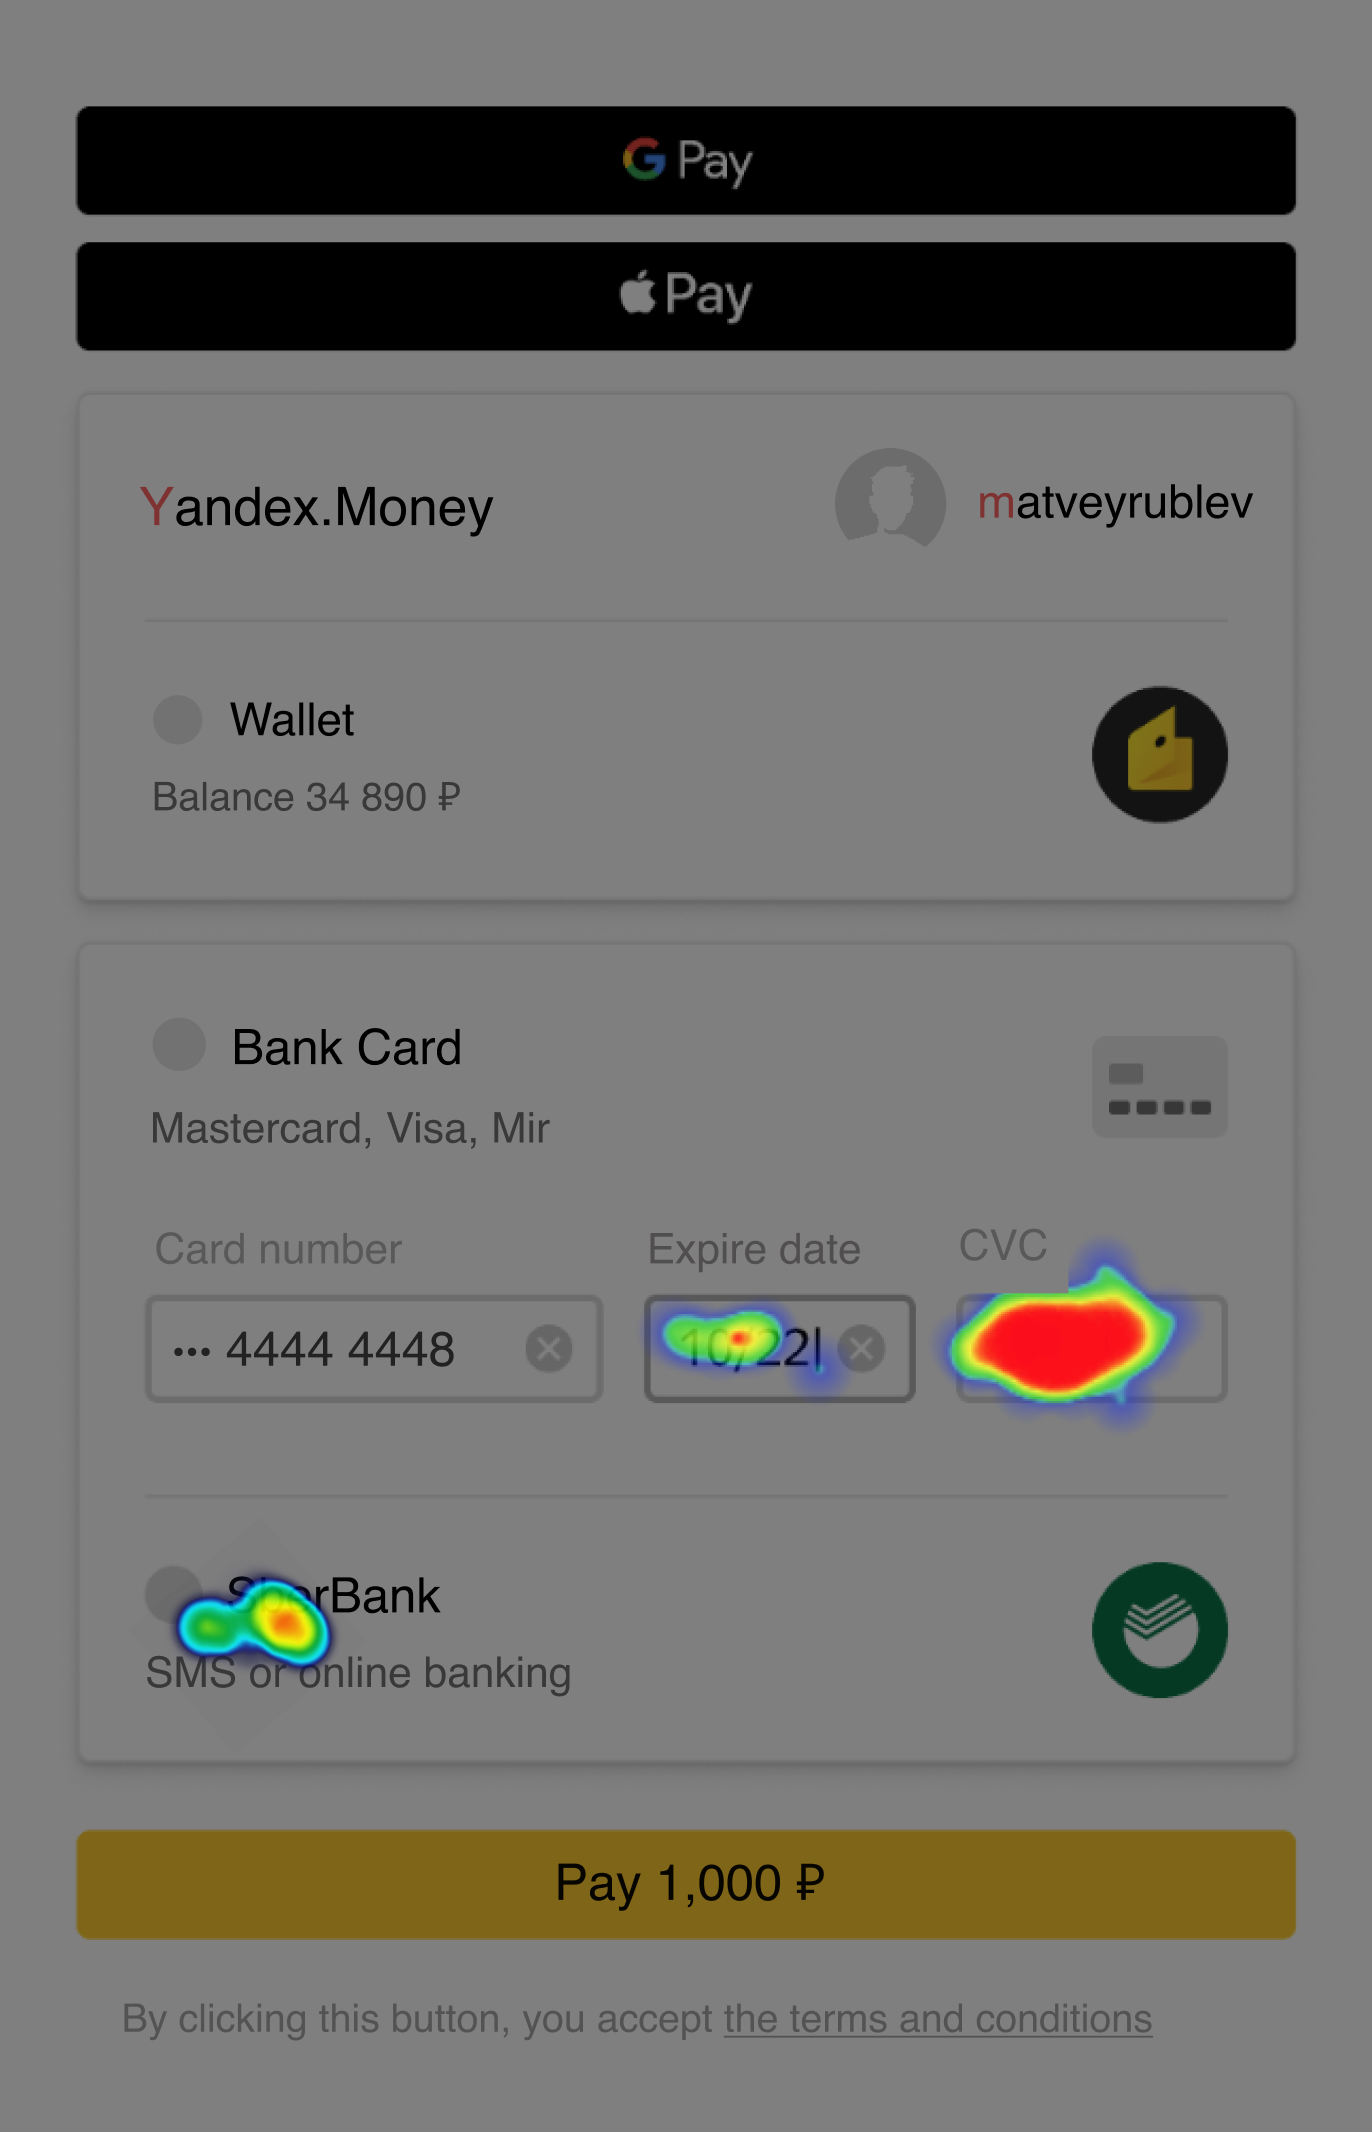 G Pay
Pay
Yandex.Money
matveyrublev
Wallet
Balance 34 890 ₽
Bank Card
Mastercard, Visa, Mir
Card number
Expire date
CVC
••• 4444 4448
10/22
SberBank
SMS or online banking
Pay 1,000 ₽
By clicking this button, you accept the terms and conditions